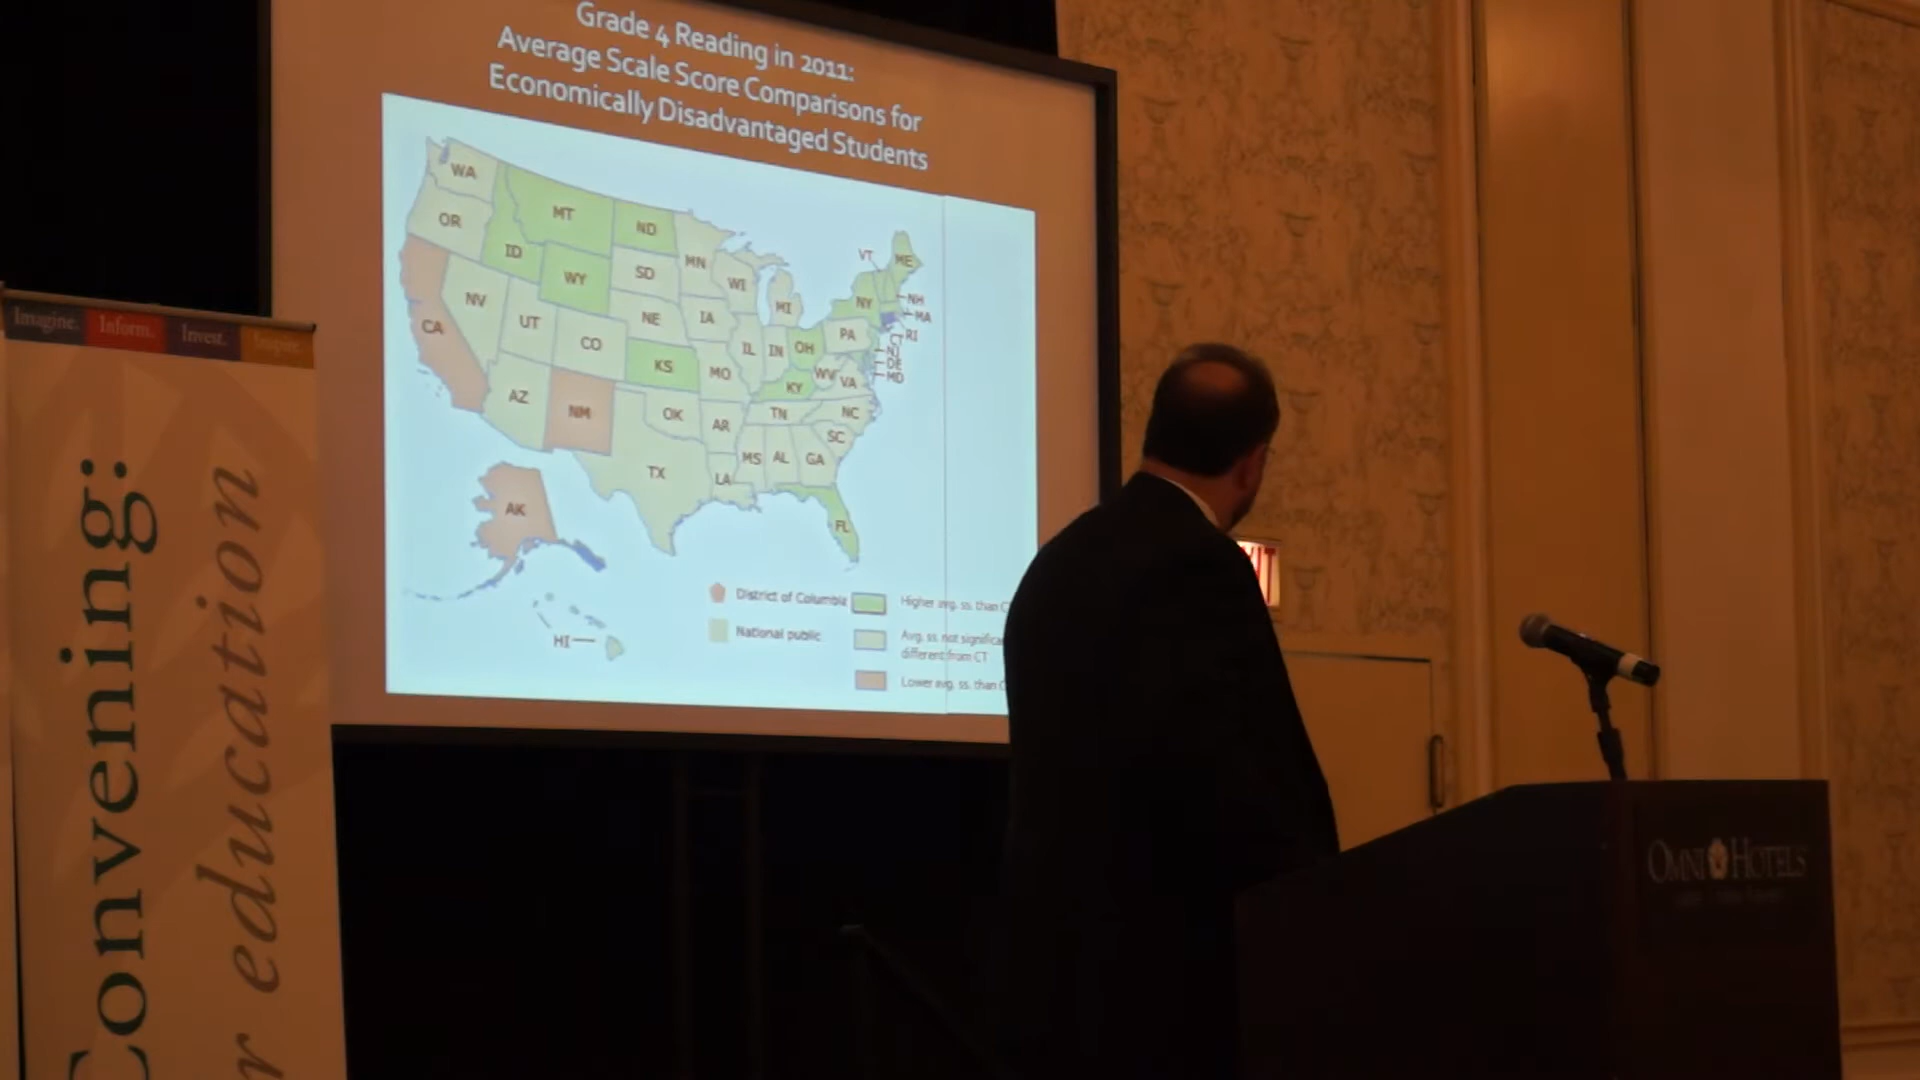 Grade 4 Reading in 2011:
Average Scale Score Comparisons for
Economically Disadvantaged Students
WA
MT
ND
OR
ID
MN
VT
ME
WY
SD
WI
NV
MI
NY
NH
MA
UT
NE
IA
CA
CO
IL
IN
OH
PA
CT
RI
NJ
DE
MD
KS
MO
WV
VA
KY
AZ
NM
OK
AR
TN
NC
SC
TX
MS
AL
GA
LA
AK
FL
HI
District of Columbia
National public
Higher avg. ss. than C
Avg. ss not significa
different from CT
Lower avg. ss. than C
Imagine. Inform. Invest.
Convening:
r education
XIT
OMNI HOTELS